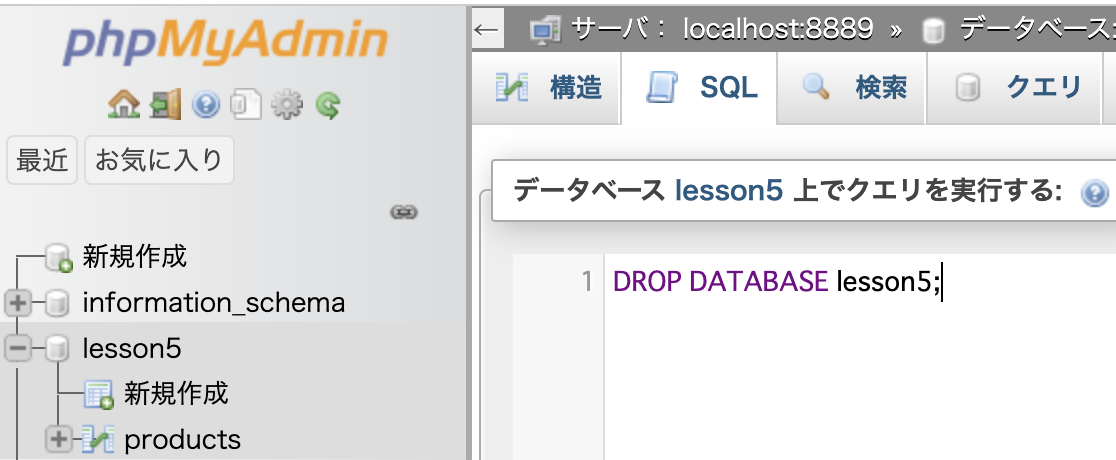 phpMyAdmin
最近 お気に入り
新規作成
information_schema
lesson5
新規作成
products
← サーバ： localhost:8889 » データベース:
構造 SQL 検索 クエリ
データベース lesson5 上でクエリを実行する:
1 DROP DATABASE lesson5;